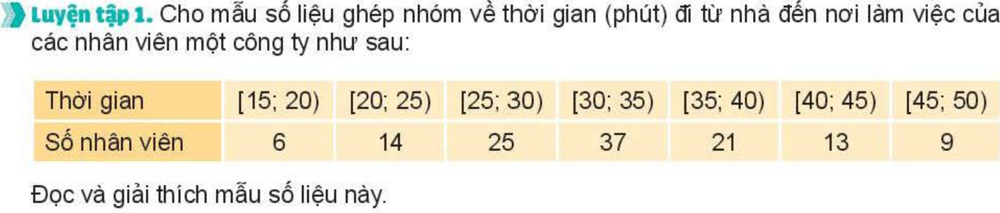 Luyện tập 1. Cho mẫu số liệu ghép nhóm về thời gian (phút) đi từ nhà đến nơi làm việc của
các nhân viên một công ty như sau:
Thời gian [15; 20) [20; 25) [25; 30) [30; 35) [35; 40) [40; 45) [45; 50)
Số nhân viên 6 14 25 37 21 13 9
Đọc và giải thích mẫu số liệu này.